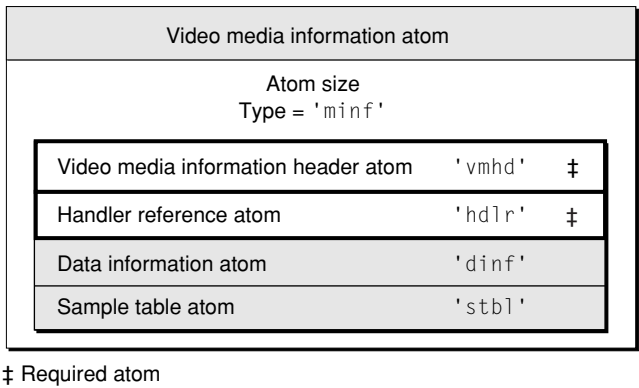 Video media information atom
Atom size
Type = 'minf'
Video media information header atom 'vmhd' ‡
Handler reference atom 'hdlr' ‡
Data information atom 'dinf'
Sample table atom 'stbl'
‡ Required atom